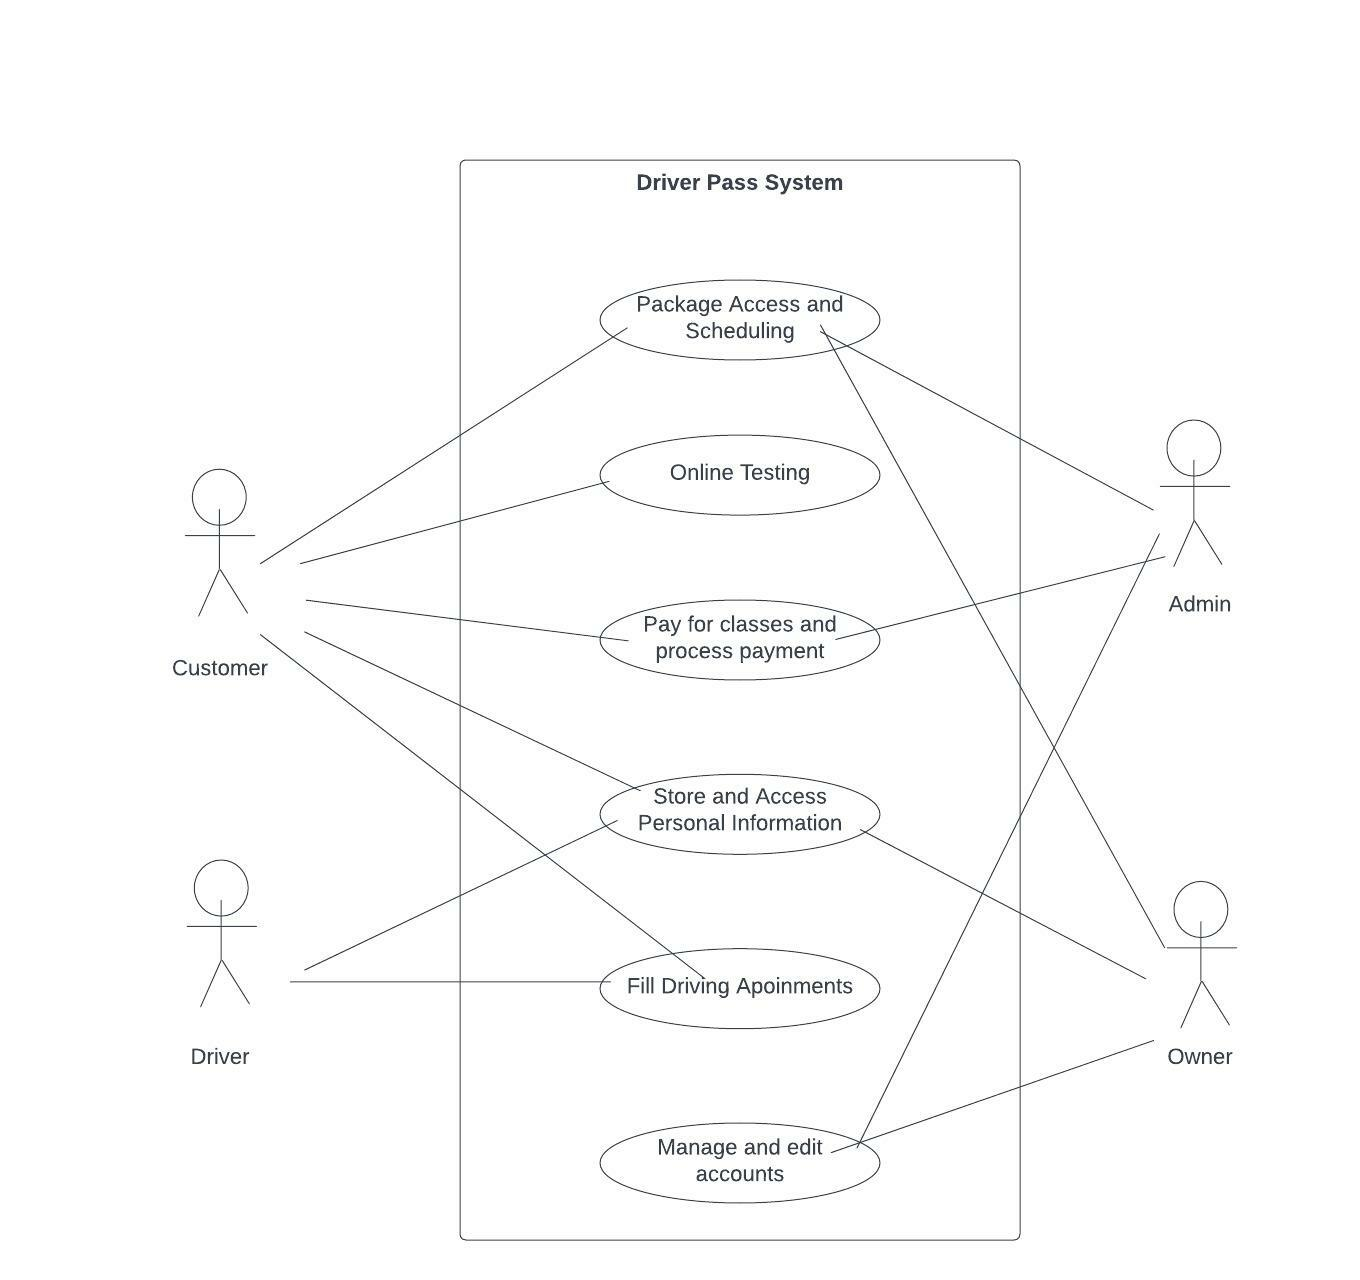 Driver Pass System
Package Access and
Scheduling
Online Testing
Pay for classes and
process payment
Admin
Customer
Store and Access
Personal Information
Fill Driving Apoinments
Driver
Owner
Manage and edit
accounts